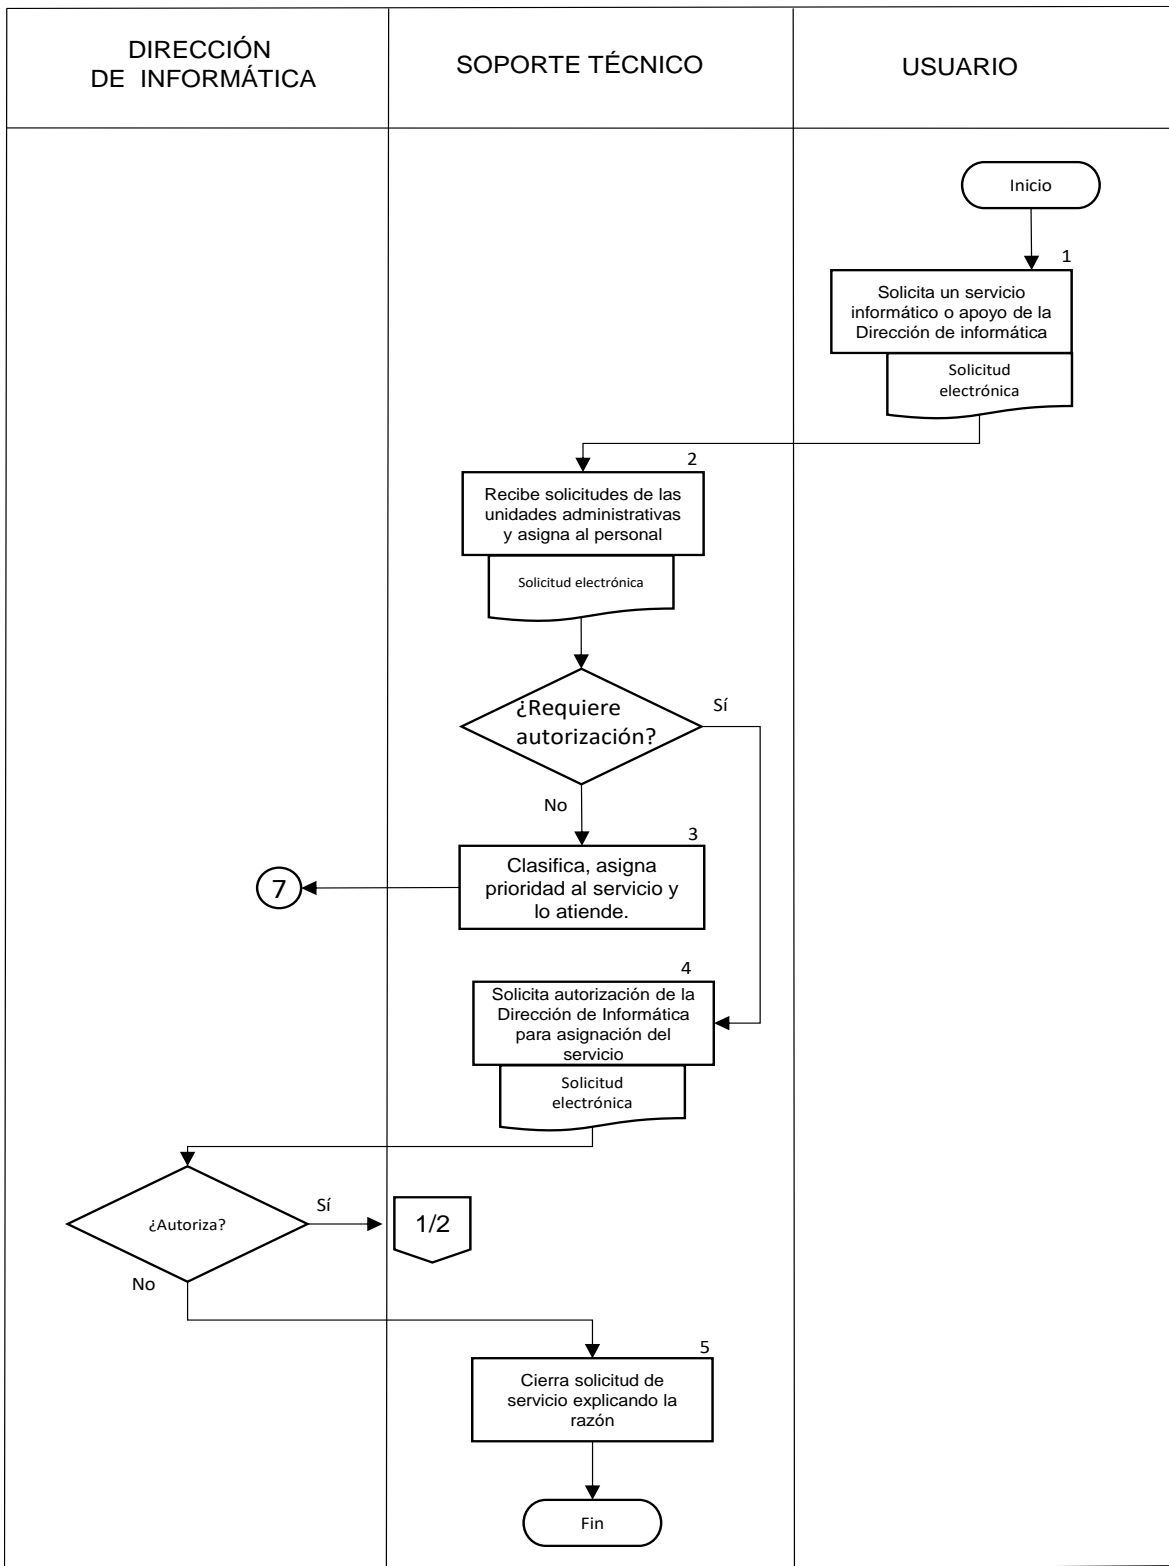 DIRECCIÓN
DE INFORMÁTICA
SOPORTE TÉCNICO
USUARIO
Inicio
1
Solicita un servicio
informático o apoyo de la
Dirección de informática
Solicitud
electrónica
2
Recibe solicitudes de las
unidades administrativas
y asigna al personal
Solicitud electrónica
¿Requiere
autorización?
Sí
No
3
Clasifica, asigna
prioridad al servicio y
lo atiende.
7
4
Solicita autorización de la
Dirección de Informática
para asignación del
servicio
Solicitud
electrónica
¿Autoriza?
Sí
1/2
No
5
Cierra solicitud de
servicio explicando la
razón
Fin